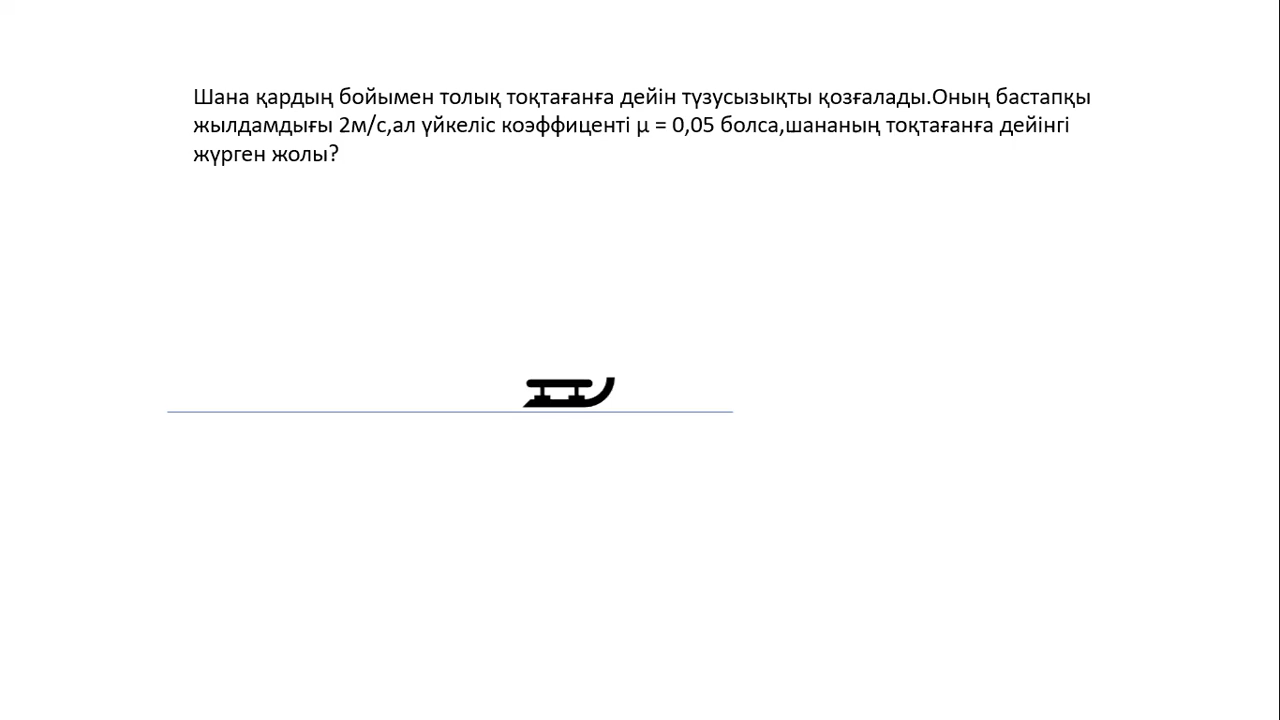 Шана қардың бойымен толық тоқтағанға дейін түзусызықты қозғалады.Оның бастапқы
жылдамдығы 2м/с,ал үйкеліс коэффиценті μ = 0,05 болса,шананың тоқтағанға дейінгі
жүрген жолы?